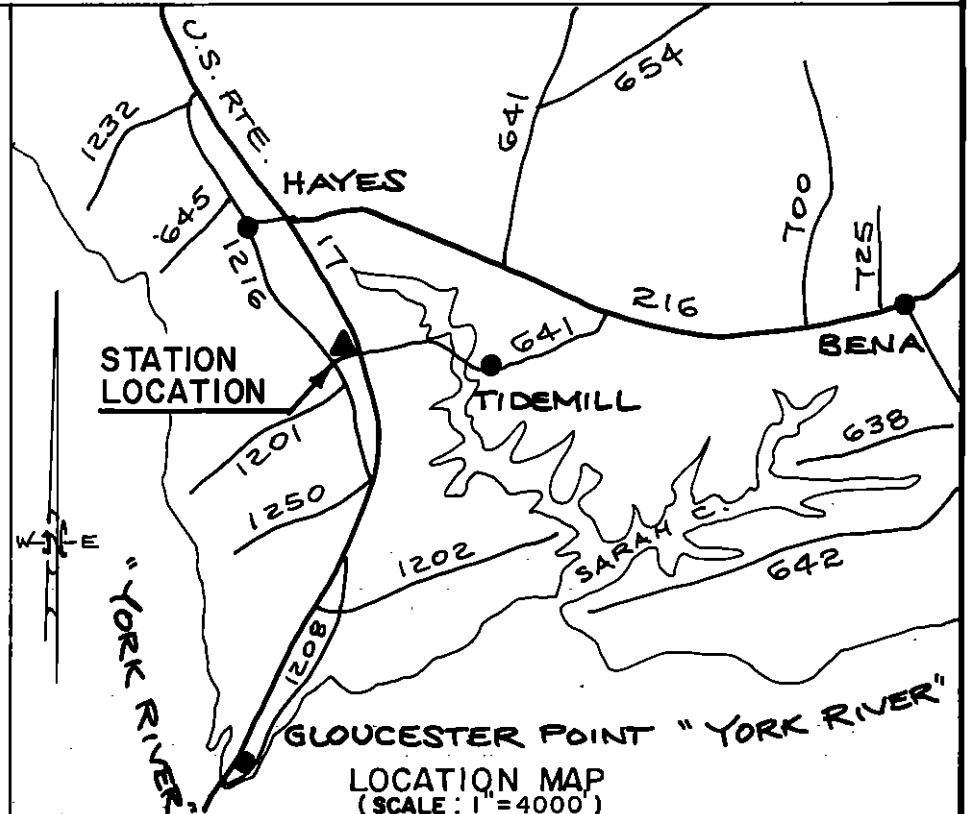 U.S. RTE.
17
1232
645
HAYES
1216
641
654
700
725
216
BENA
STATION
LOCATION
641
TIDEMILL
1201
1250
638
SARAH C.
642
1202
1208
W E
"YORK RIVER"
GLOUCESTER POINT
"YORK RIVER"
LOCATION MAP
(SCALE: 1"=4000')